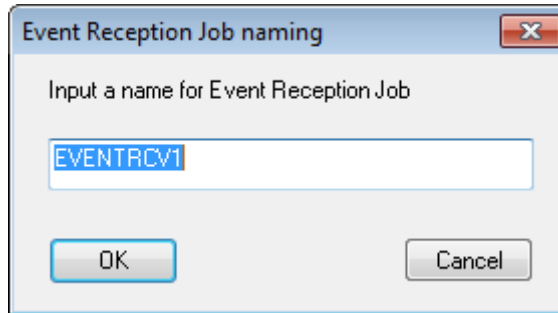 Event Reception Job naming
Input a name for Event Reception Job
EVENTRCV1
OK
Cancel